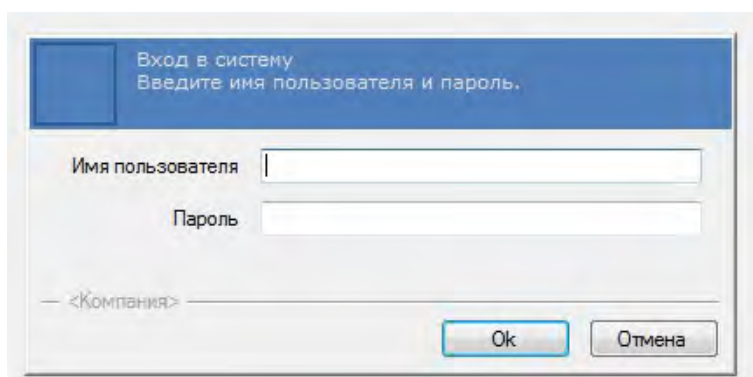 Вход в систему
Введите имя пользователя и пароль.
Имя пользователя
Пароль
<Компания>
Ok
Отмена